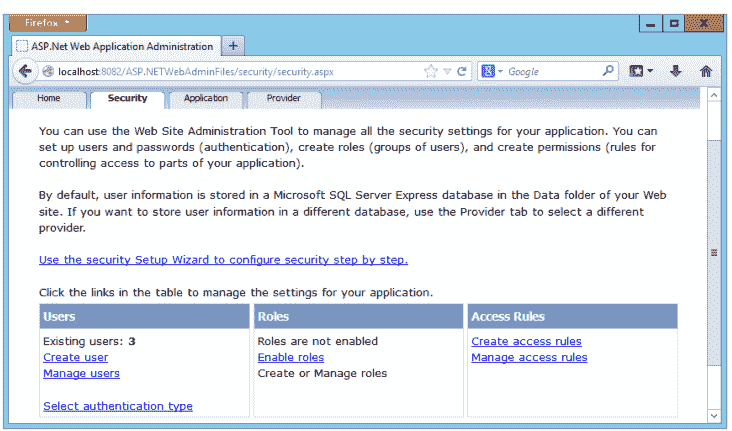 Firefox
ASP.Net Web Application Administration
localhost:8082/ASP.NETWebAdminFiles/security/security.aspx
Google
Home Security Application Provider
You can use the Web Site Administration Tool to manage all the security settings for your application. You can
set up users and passwords (authentication), create roles (groups of users), and create permissions (rules for
controlling access to parts of your application).
By default, user information is stored in a Microsoft SQL Server Express database in the Data folder of your Web
site. If you want to store user information in a different database, use the Provider tab to select a different
provider.
Use the security Setup Wizard to configure security step by step.
Click the links in the table to manage the settings for your application.
Users Roles Access Rules
Existing users: 3 Roles are not enabled Create access rules
Create user Enable roles Manage access rules
Manage users Create or Manage roles
Select authentication type